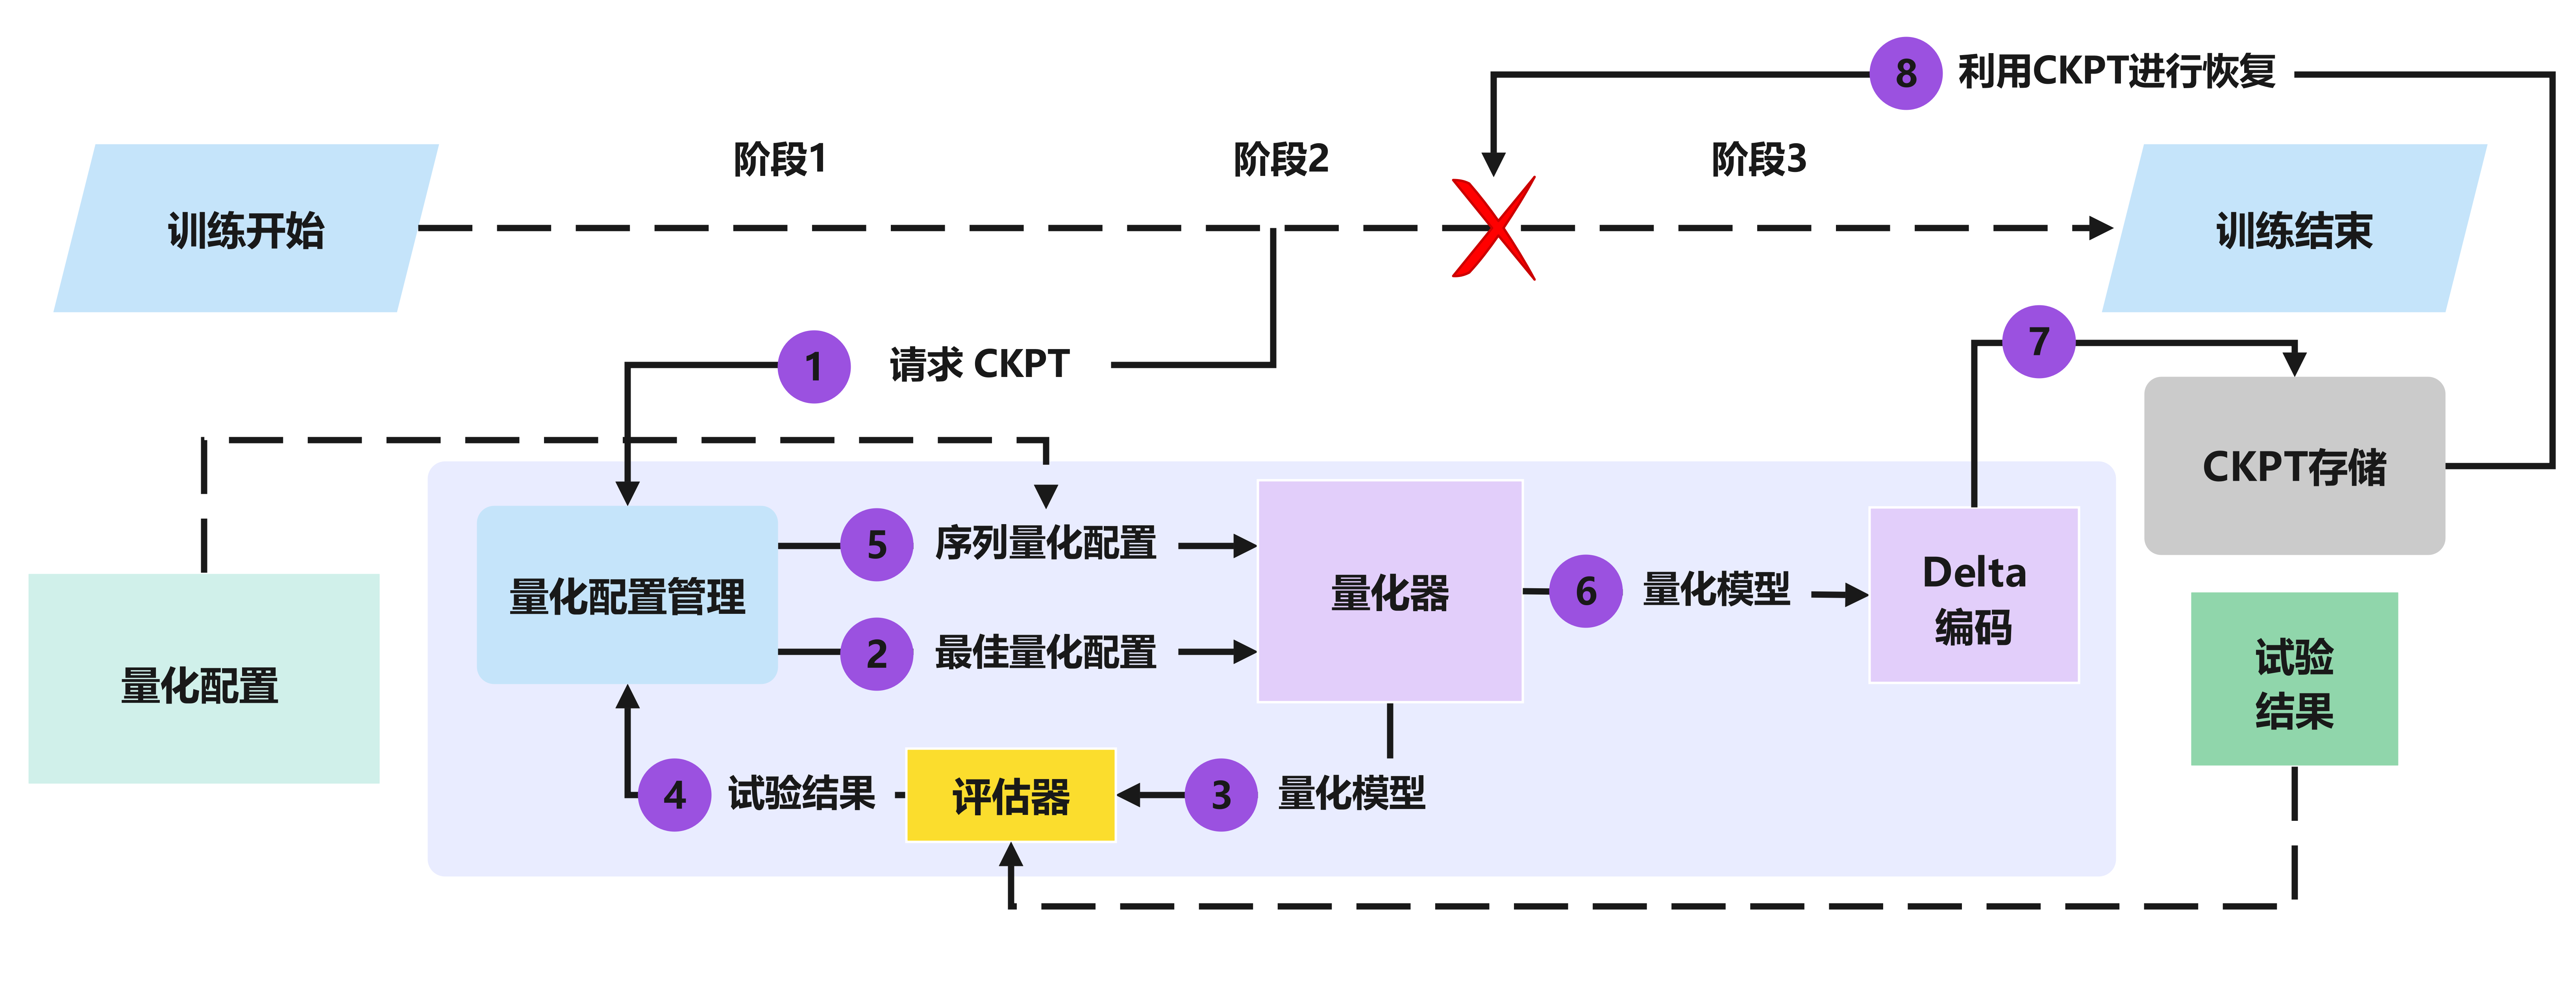 8 利用CKPT进行恢复
阶段1
阶段2
阶段3
训练开始
训练结束
1 请求 CKPT
7
CKPT存储
5 序列量化配置
量化配置管理
量化器
6 量化模型
Delta
编码
2 最佳量化配置
量化配置
试验
结果
4 试验结果
评估器
3 量化模型